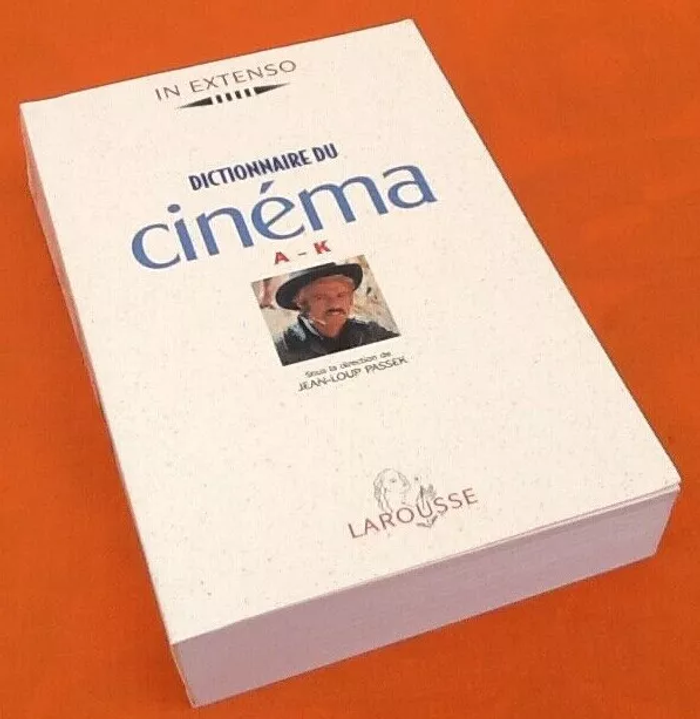 IN EXTENSO
DICTIONNAIRE DU
cinéma
A - K
Sous la direction de
JEAN-LOUP PASSEK
LAROUSSE